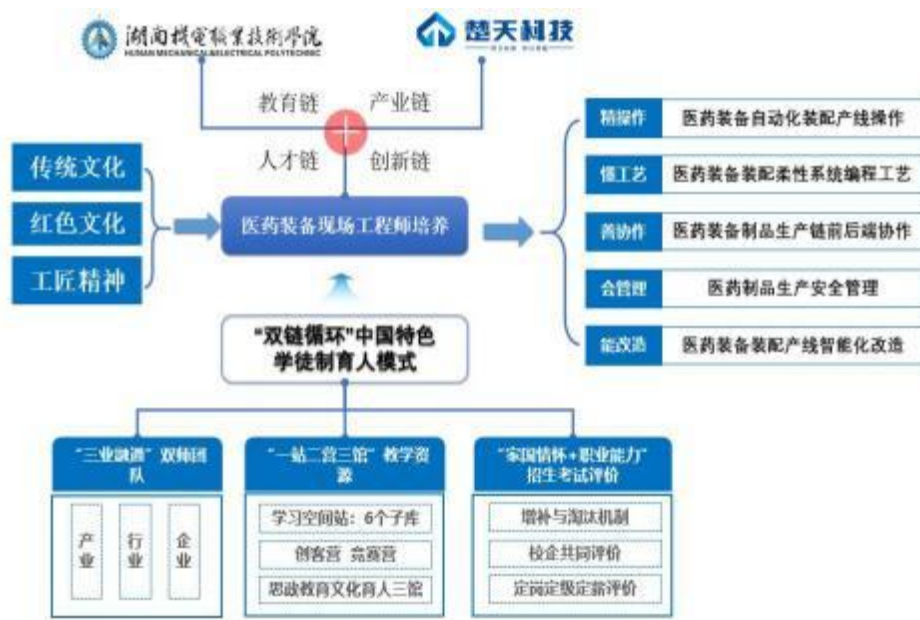 湖南機電職業技術學院
HUNAN MECHANICAL&ELECTRICAL POLYTECHNIC
楚天科技
教育链
产业链
人才链
创新链
传统文化
红色文化
工匠精神
医药装备现场工程师培养
精操作
医药装备自动化装配产线操作
懂工艺
医药装备装配柔性系统编程工艺
善协作
医药装备制品生产链前后端协作
会管理
医药制品生产安全管理
能改造
医药装备装配产线智能化改造
“双链循环”中国特色
学徒制育人模式
“三业融通”双师团
队
产业
行业
企业
“一站二营三馆”教学资
源
学习空间站：6个子库
创客营 竞赛营
思政教育文化育人三馆
“家国情怀+职业能力”
招生考试评价
增补与淘汰机制
校企共同评价
定岗定级定薪评价